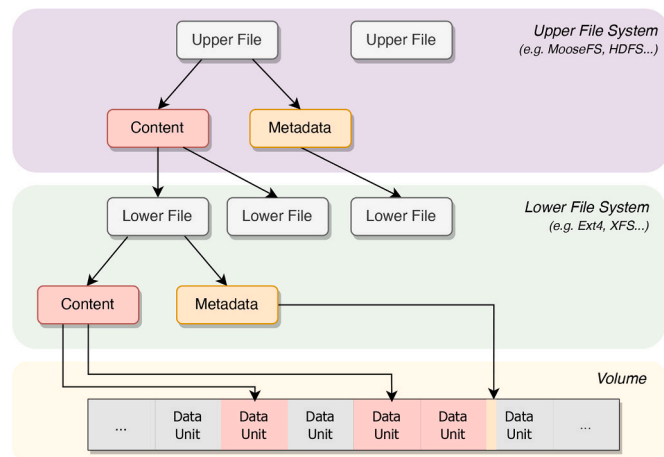 Upper File
Upper File
Upper File System
(e.g. MooseFS, HDFS...)
Content
Metadata
Lower File
Lower File
Lower File
Lower File System
(e.g. Ext4, XFS...)
Content
Metadata
Volume
...
Data
Unit
Data
Unit
Data
Unit
Data
Unit
Data
Unit
Data
Unit
...